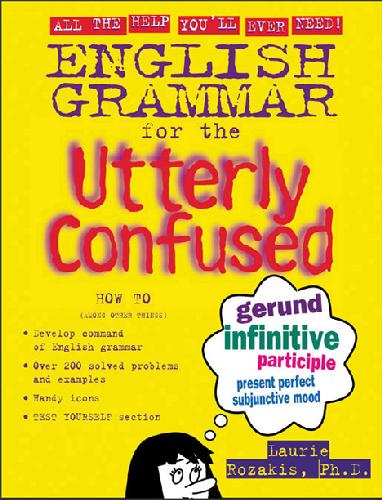 ALL THE HELP YOU'LL EVER NEED!
ENGLISH
GRAMMAR
for the
Utterly
Confused
HOW TO
(AMONG OTHER THINGS)
• Develop command
of English grammar
• Over 200 solved problems
and examples
• Handy icons
• TEST YOURSELF section
gerund
infinitive
participle
present perfect
subjunctive mood
Laurie
Rozakis, Ph.D.